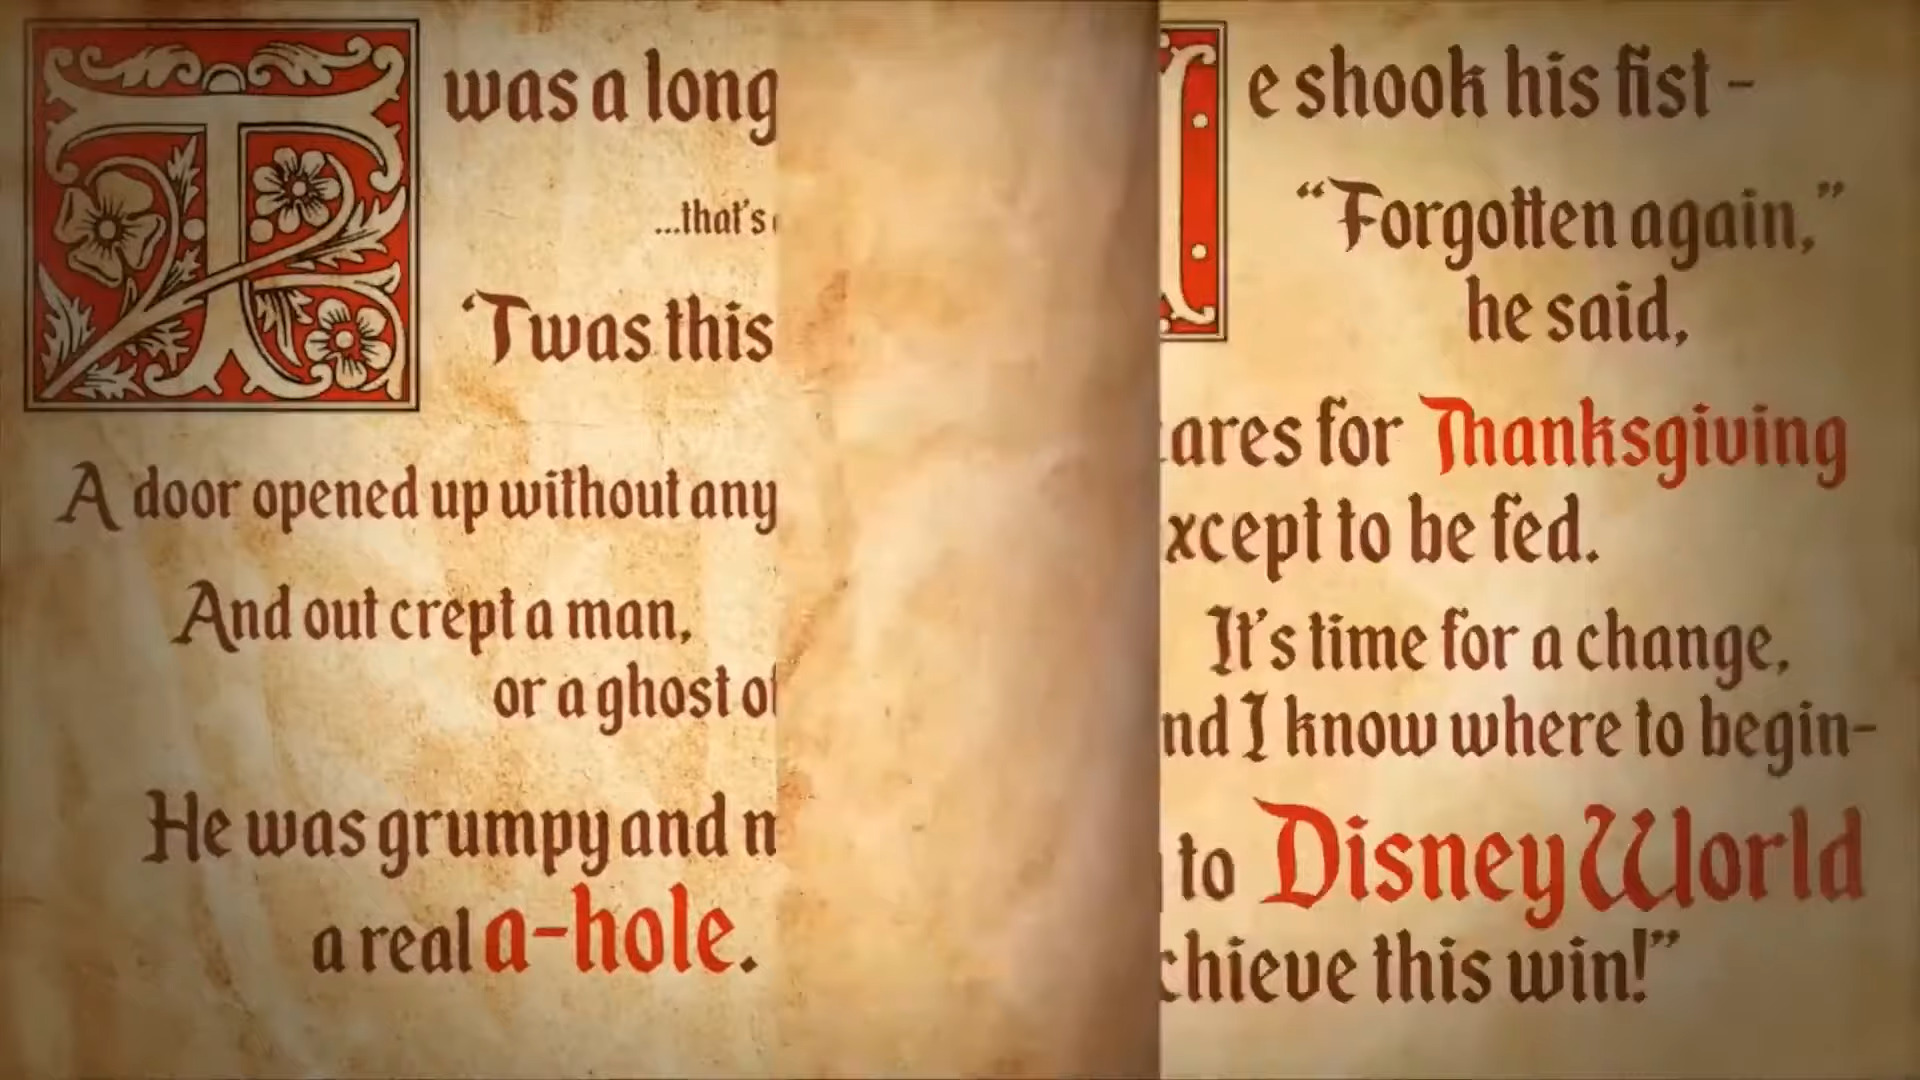 T was a long
...that's
'Twas this
A door opened up without any
And out crept a man,
or a ghost of
He was grumpy and
a real a-hole.
e shook his fist -
"Forgotten again,"
he said,
ares for Thanksgiving
xcept to be fed.
It's time for a change,
nd I know where to begin-
to Disney World
chieve this win!"